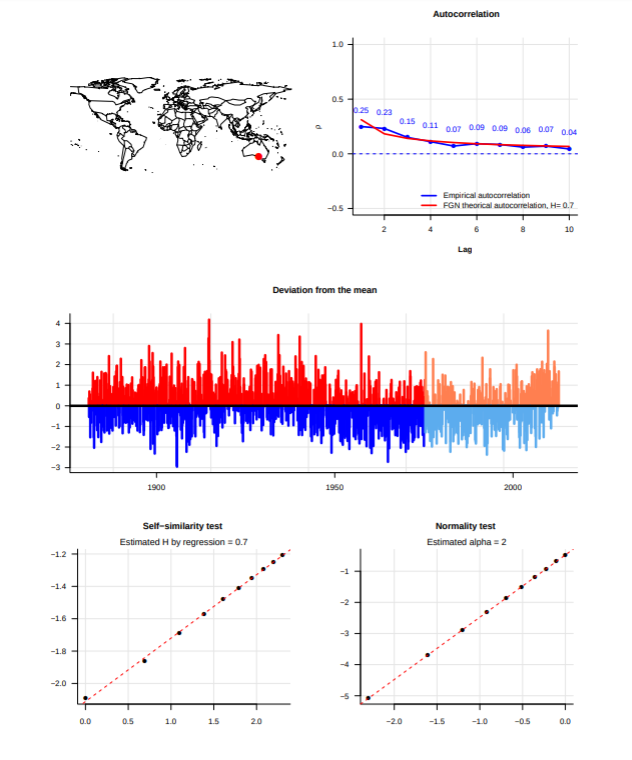 Autocorrelation
1.0
0.5
0.0
−0.5
ρ
0.25 0.23 0.15 0.11 0.07 0.09 0.09 0.06 0.07 0.04
Empirical autocorrelation
FGN theorical autocorrelation, H= 0.7
2 4 6 8 10
Lag
Deviation from the mean
4
3
2
1
0
−1
−2
−3
1900 1950 2000
Self−similarity test
Estimated H by regression = 0.7
−1.2
−1.4
−1.6
−1.8
−2.0
0.0 0.5 1.0 1.5 2.0
Normality test
Estimated alpha = 2
−1
−2
−3
−4
−5
−2.0 −1.5 −1.0 −0.5 0.0